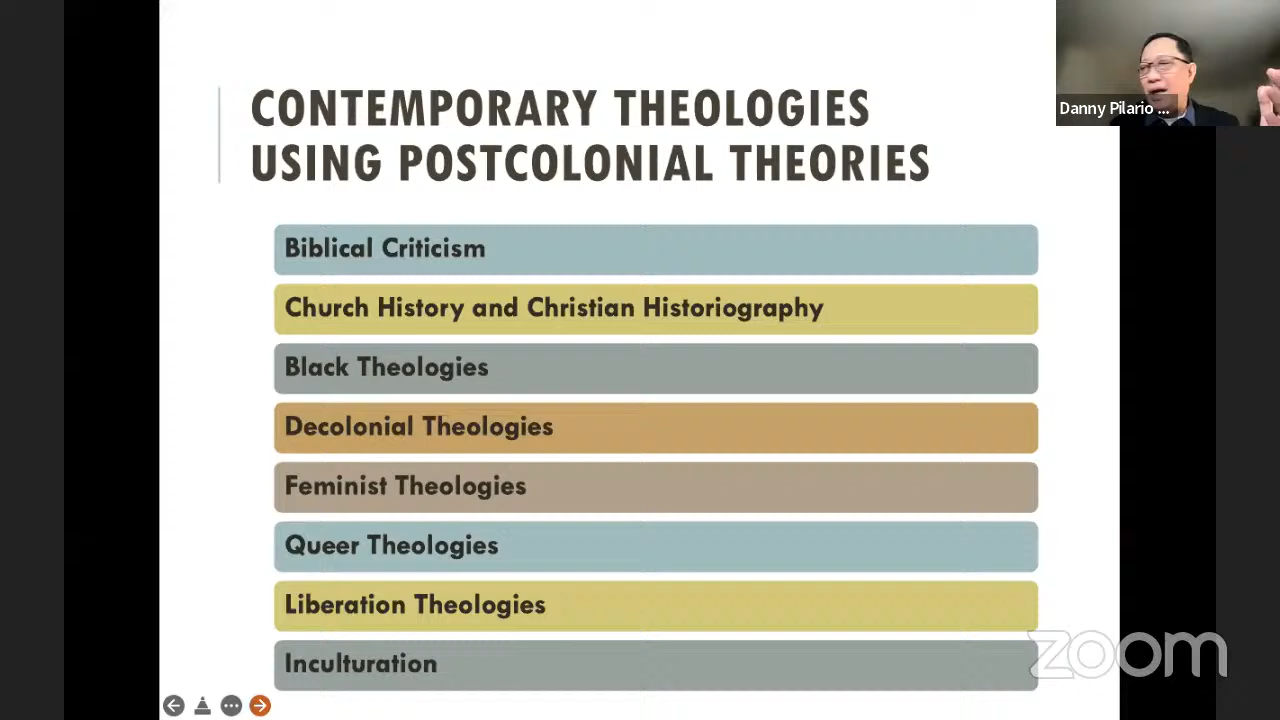 CONTEMPORARY THEOLOGIES
USING POSTCOLONIAL THEORIES
Danny Pilario ...
Biblical Criticism
Church History and Christian Historiography
Black Theologies
Decolonial Theologies
Feminist Theologies
Queer Theologies
Liberation Theologies
Inculturation
zoom